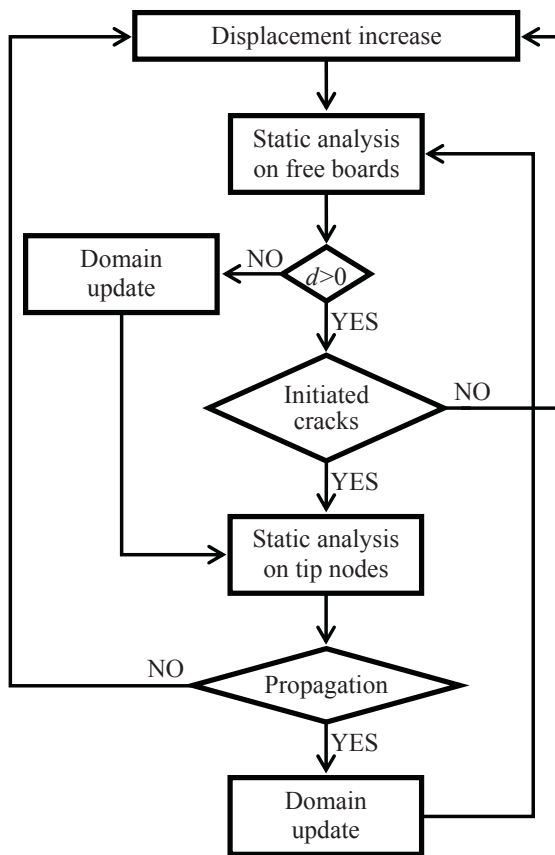 Displacement increase
Static analysis
on free boards
NO
d>0
Domain
update
YES
Initiated
cracks
NO
YES
Static analysis
on tip nodes
NO
Propagation
YES
Domain
update